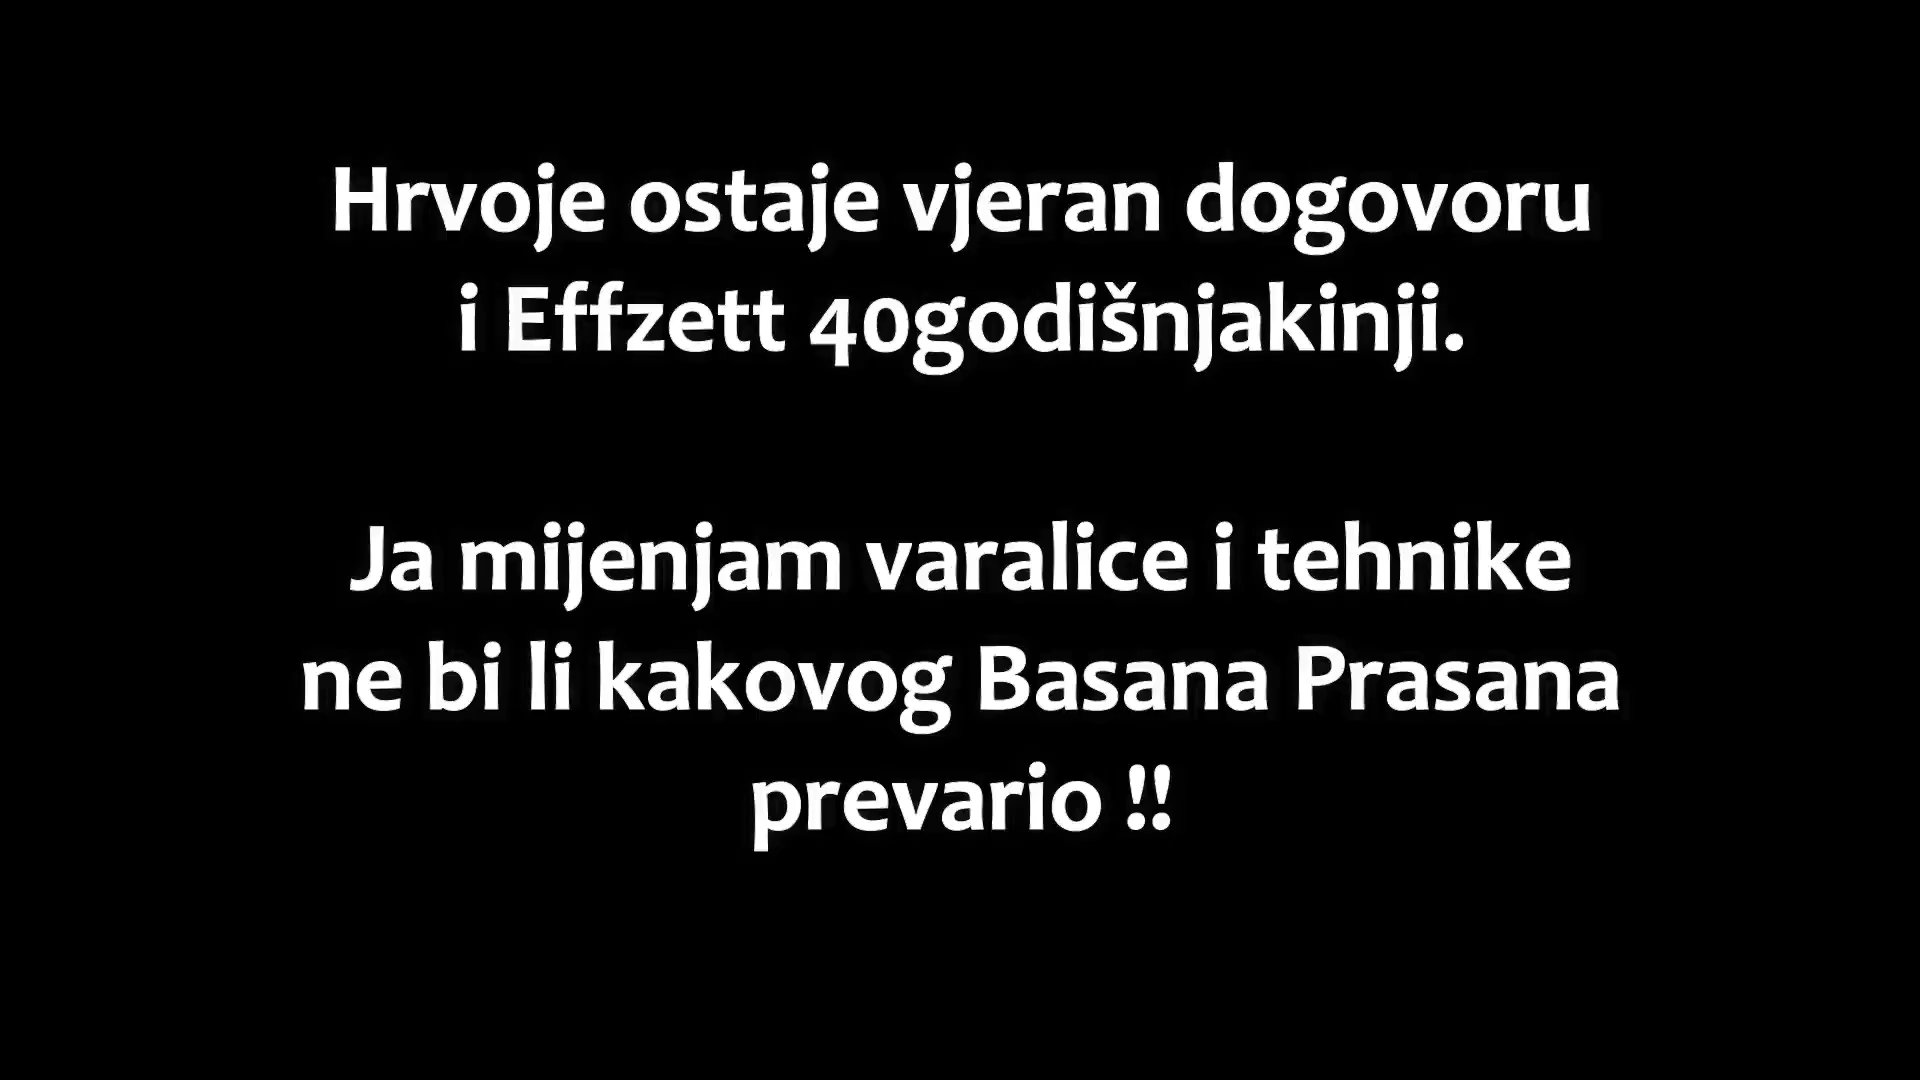 Hrvoje ostaje vjeran dogovoru
i Effzett 40godišnjakinji.
Ja mijenjam varalice i tehnike
ne bi li kakovog Basana Prasana
prevario !!